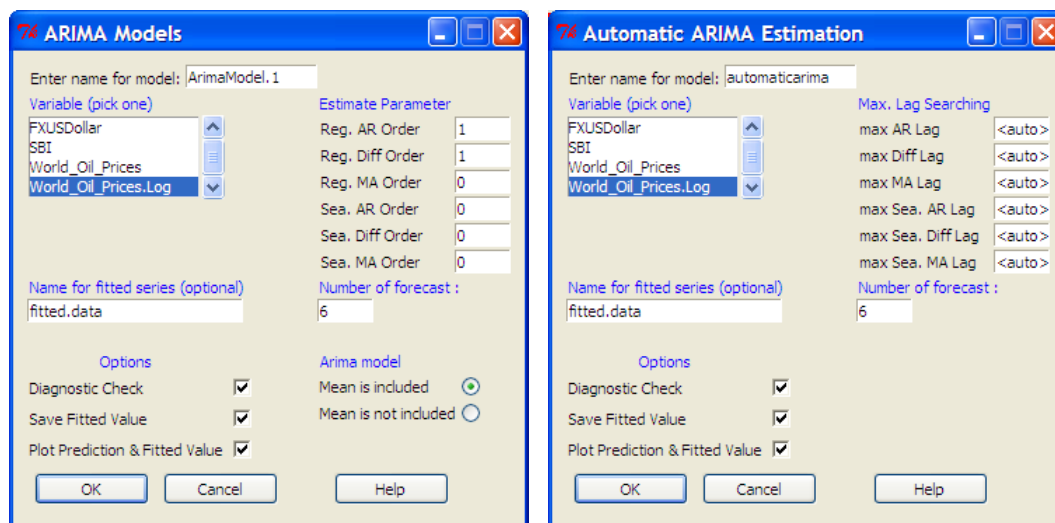 ARIMA Models
Enter name for model: ArimaModel.1
Variable (pick one)
FXUSDollar
SBI
World_Oil_Prices
World_Oil_Prices.Log
Estimate Parameter
Reg. AR Order 1
Reg. Diff Order 1
Reg. MA Order 0
Sea. AR Order 0
Sea. Diff Order 0
Sea. MA Order 0
Name for fitted series (optional)
fitted.data
Number of forecast :
6
Options
Diagnostic Check
Save Fitted Value
Plot Prediction & Fitted Value
Arima model
Mean is included
Mean is not included
OK Cancel Help
Automatic ARIMA Estimation
Enter name for model: automaticarima
Variable (pick one)
FXUSDollar
SBI
World_Oil_Prices
World_Oil_Prices.Log
Max. Lag Searching
max AR Lag <auto>
max Diff Lag <auto>
max MA Lag <auto>
max Sea. AR Lag <auto>
max Sea. Diff Lag <auto>
max Sea. MA Lag <auto>
Name for fitted series (optional)
fitted.data
Number of forecast :
6
Options
Diagnostic Check
Save Fitted Value
Plot Prediction & Fitted Value
OK Cancel Help